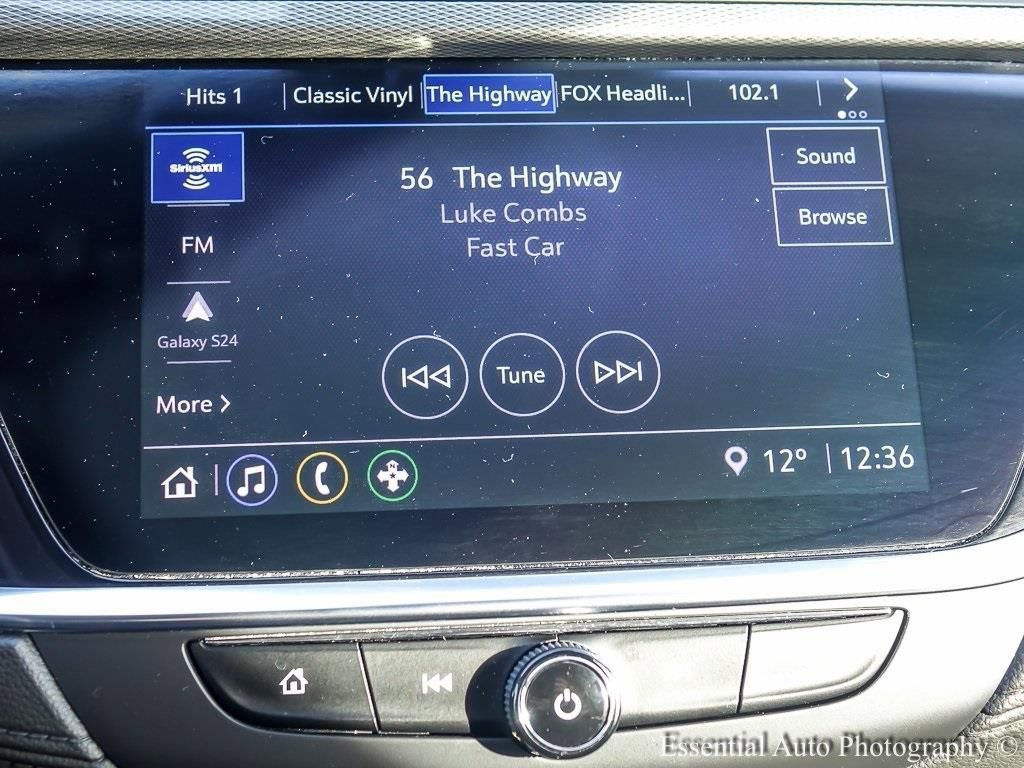 Hits 1 Classic Vinyl The Highway FOX Headli... 102.1
SiriusXM
Sound
56 The Highway
Luke Combs
Browse
FM
Fast Car
Galaxy S24
Tune
More
12° 12:36
Essential Auto Photography ©